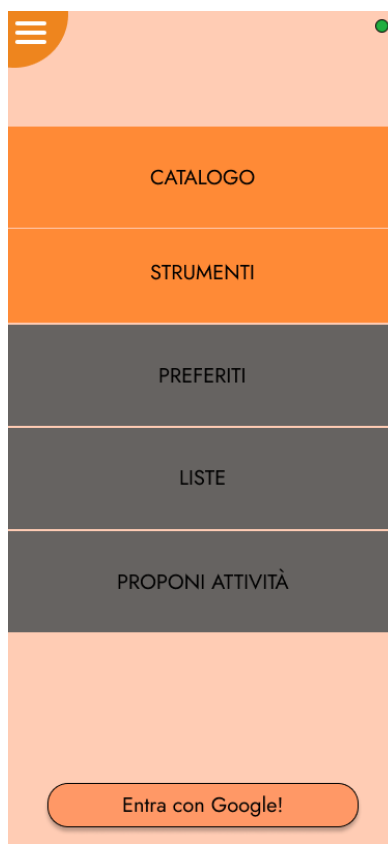 CATALOGO
STRUMENTI
PREFERITI
LISTE
PROPONI ATTIVITÀ
Entra con Google!